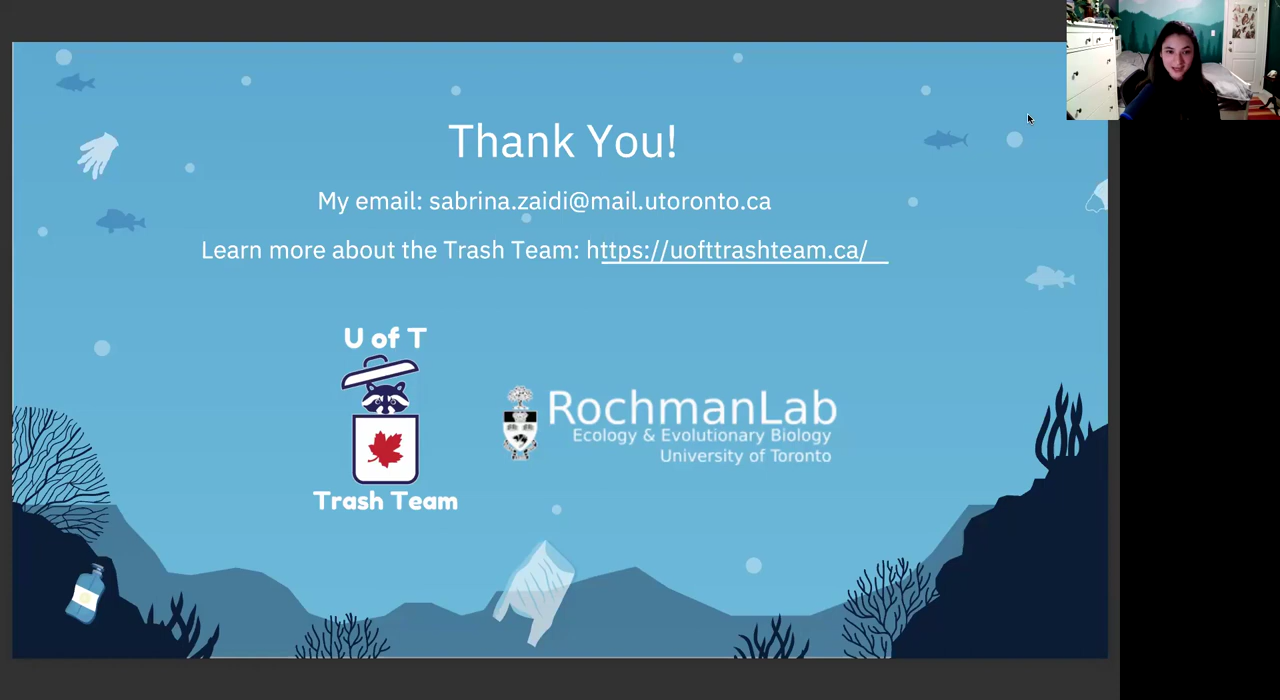 Thank You!
My email: sabrina.zaidi@mail.utoronto.ca
Learn more about the Trash Team: https://uofttrashteam.ca/
U of T
Trash Team
RochmanLab
Ecology & Evolutionary Biology
University of Toronto